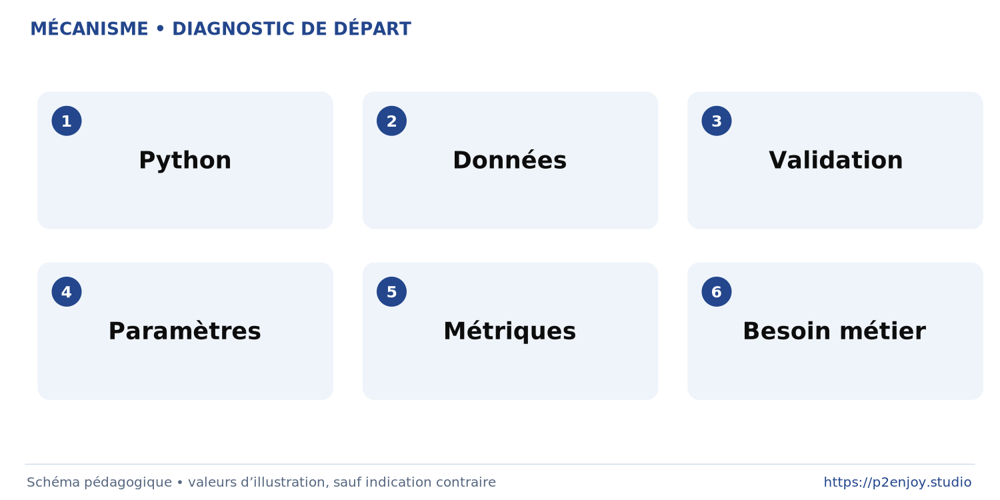 MÉCANISME • DIAGNOSTIC DE DÉPART
1
Python
2
Données
3
Validation
4
Paramètres
5
Métriques
6
Besoin métier
Schéma pédagogique • valeurs d’illustration, sauf indication contraire
https://p2enjoy.studio